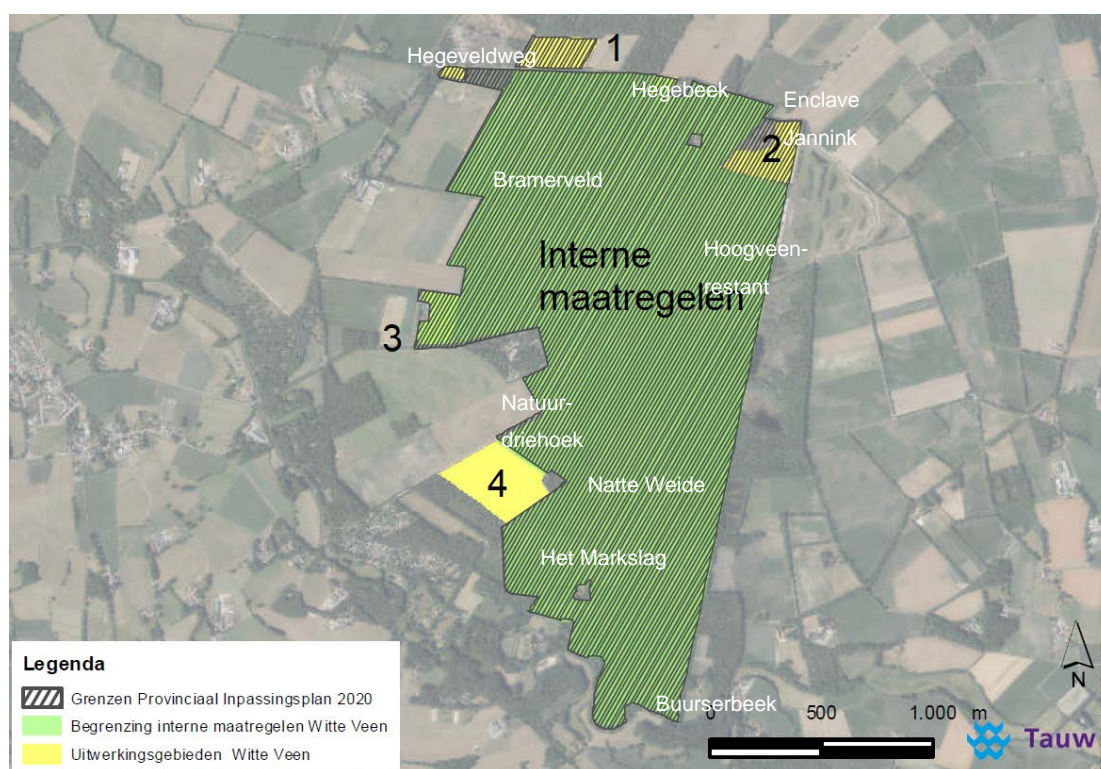 1
Hegeveldweg
Hegebeek
Enclave
Jannink
2
Bramerveld
Interne
maatregelen
Hoogveen-
restant
3
Natuur-
driehoek
4
Natte Weide
Het Markslag
Buurserbeek
Legenda
Grenzen Provinciaal Inpassingsplan 2020
Begrenzing interne maatregelen Witte Veen
Uitwerkingsgebieden Witte Veen
0 500 1.000 m
N
Tauw